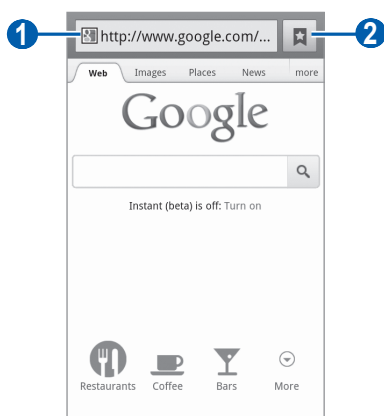 1 http://www.google.com/... 2
Web Images Places News more
Google
Instant (beta) is off: Turn on
Restaurants Coffee Bars More